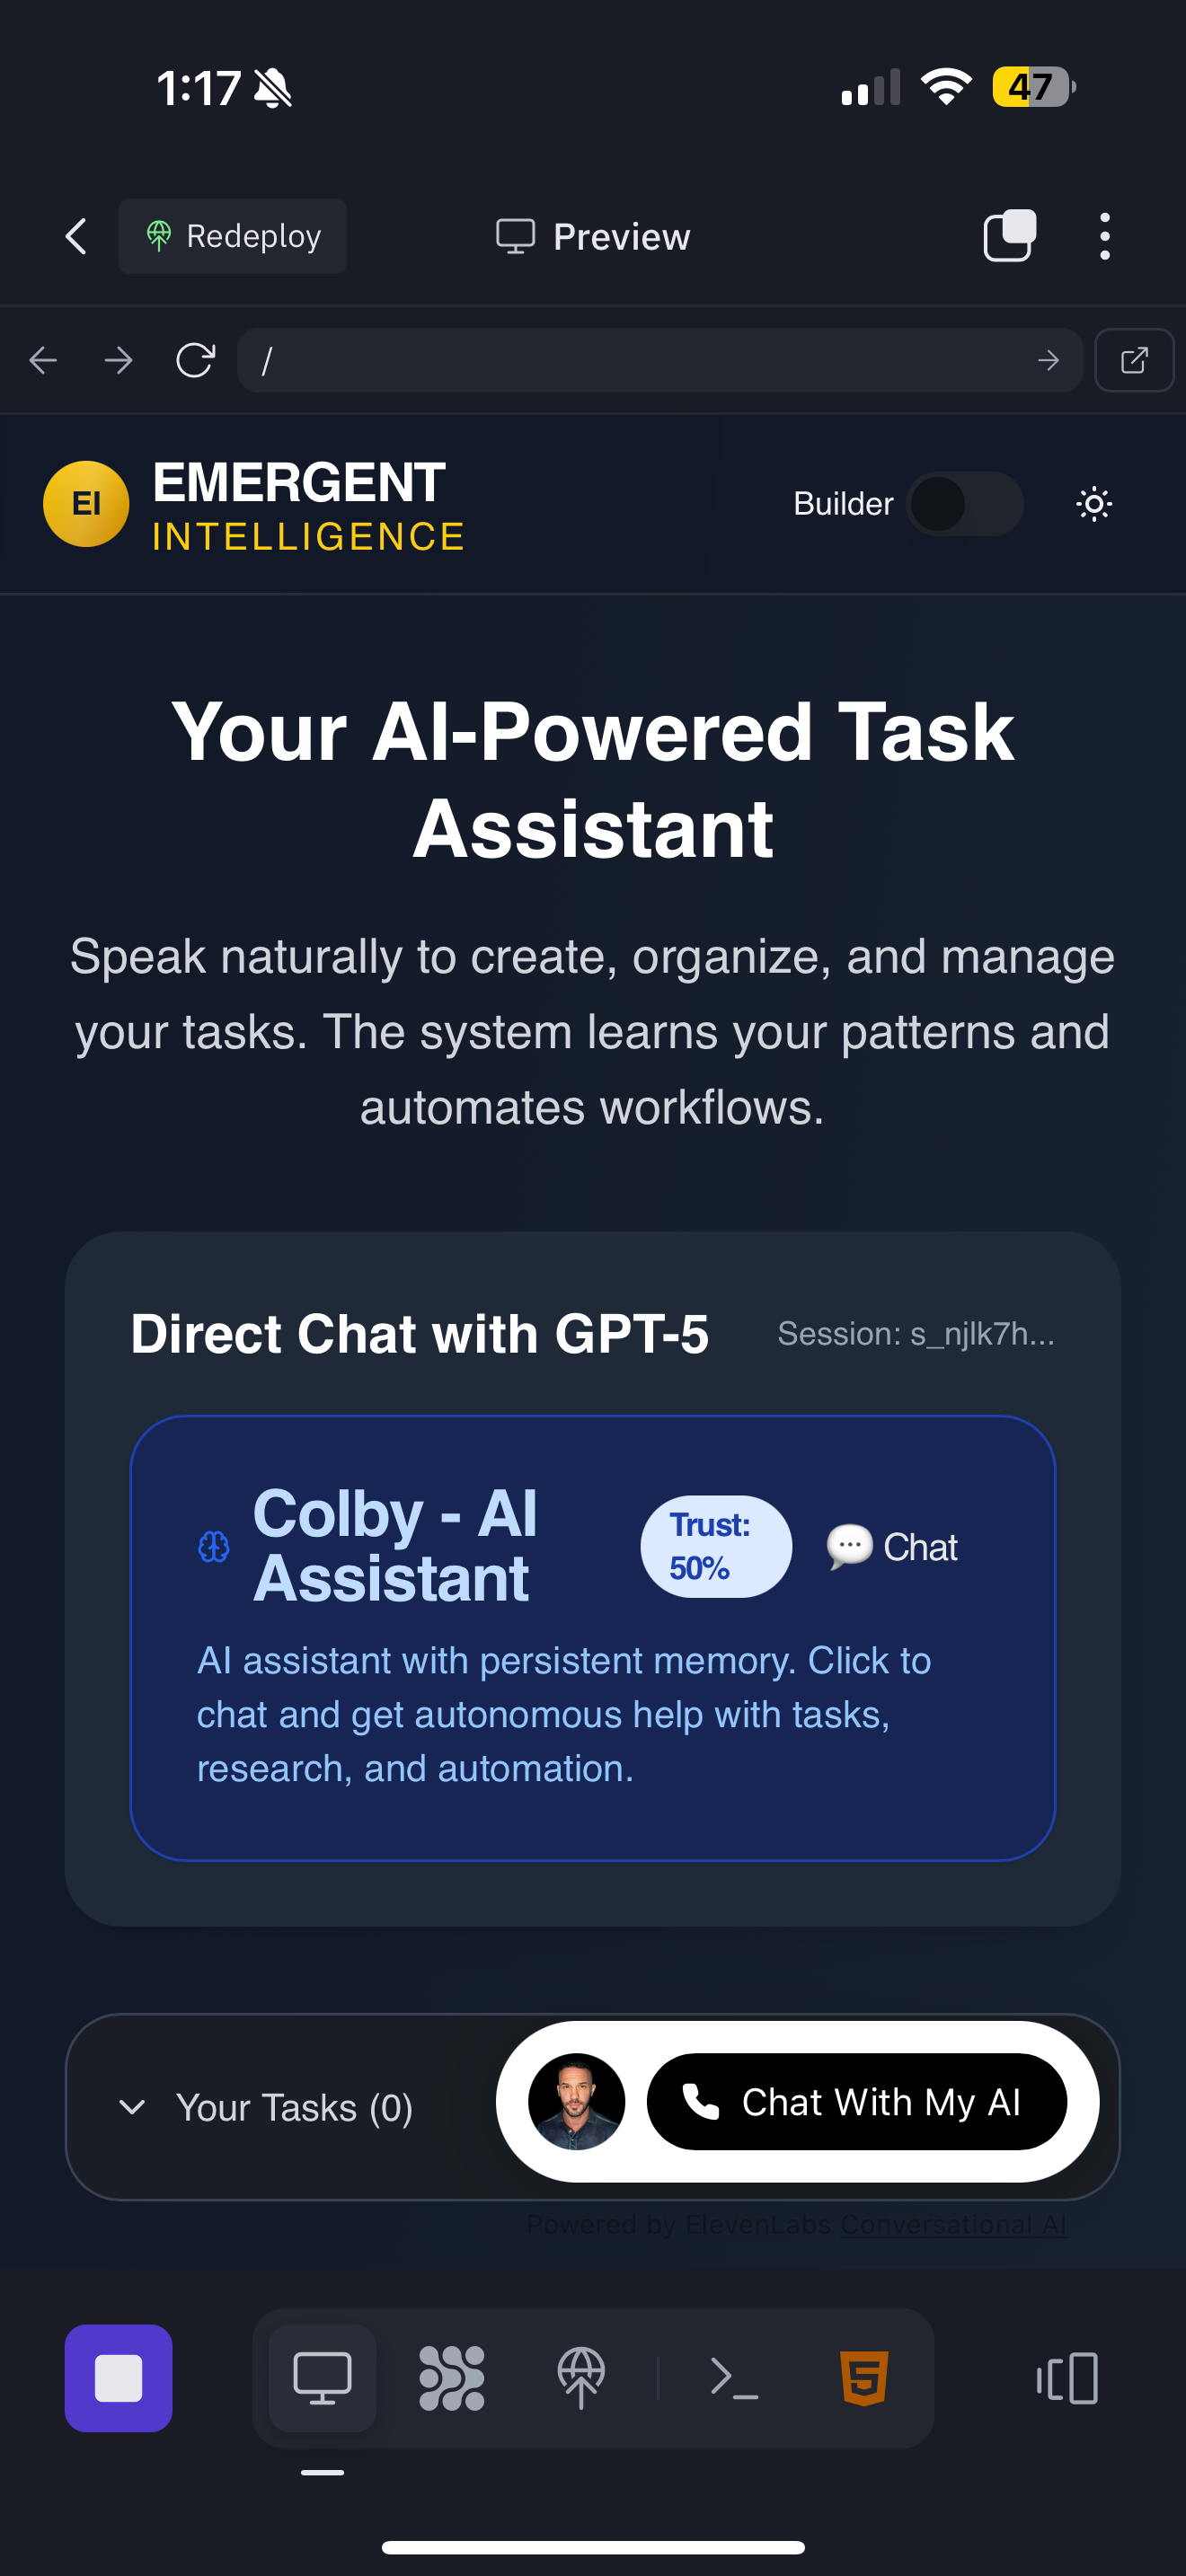 1:17
47
Redeploy
Preview
/
EI
EMERGENT
INTELLIGENCE
Builder
Your AI-Powered Task
Assistant
Speak naturally to create, organize, and manage
your tasks. The system learns your patterns and
automates workflows.
Direct Chat with GPT-5
Session: s_njlk7h...
Colby - AI
Assistant
Trust:
50%
Chat
AI assistant with persistent memory. Click to
chat and get autonomous help with tasks,
research, and automation.
Your Tasks (0)
Chat With My AI
Powered by ElevenLabs Conversational AI
5